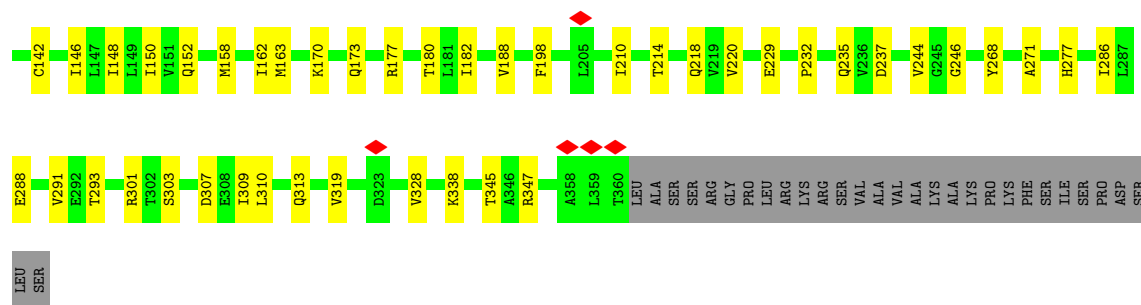 C142 I146 L147 I148 L149 I150 V151 Q152 M158 I162 M163 K170 Q173 R177 T180 L181 I182 V188 F198 L205 I210 T214 Q218 V219 V220 E229 P232 Q235 V236 D237 V244 G245 G246 Y268 A271 H277 I286 L287
E288 V291 E292 T293 R301 T302 S303 D307 E308 I309 L310 Q313 V319 D323 V328 K338 T345 A346 R347 A358 L359 T360 LEU ALA SER SER ARG GLY PRO LEU ARG LYS ARG SER VAL ALA VAL ALA LYS ALA LYS PRO PRO LYS PHE SER ILE SER PRO ASP SER
LEU SER